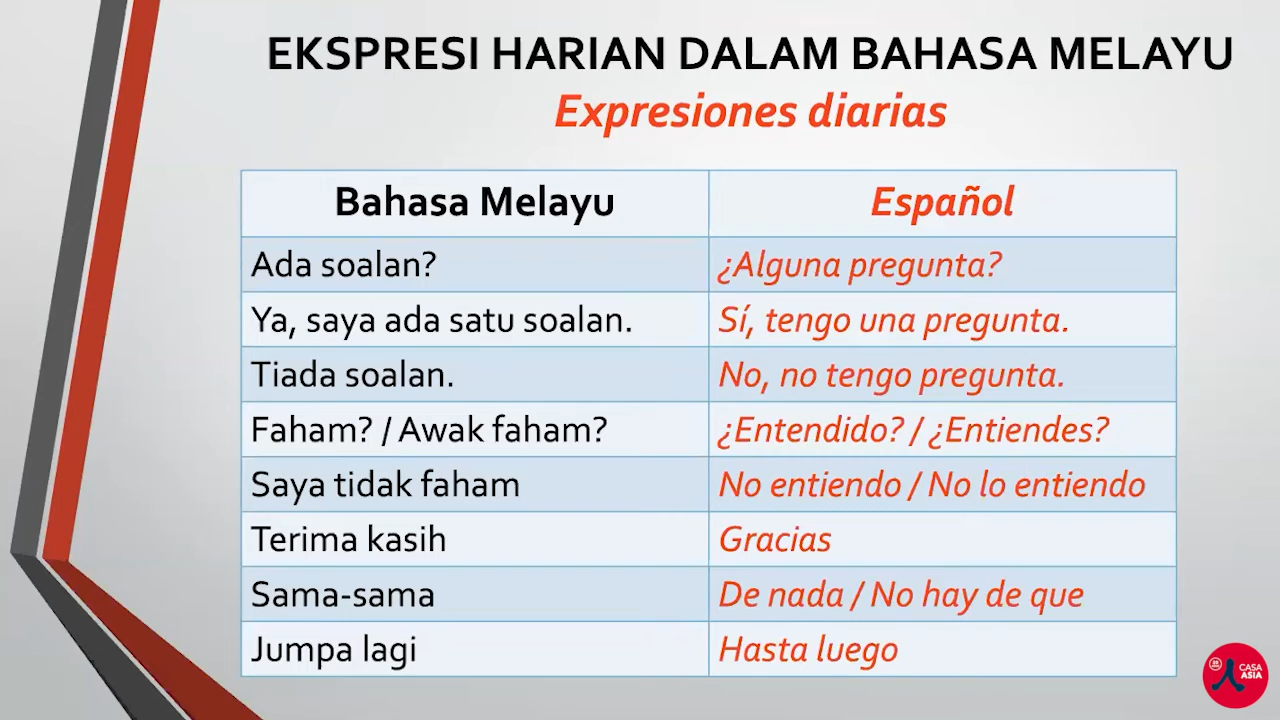 EKSPRESI HARIAN DALAM BAHASA MELAYU
Expresiones diarias
Bahasa Melayu Español
Ada soalan? ¿Alguna pregunta?
Ya, saya ada satu soalan. Sí, tengo una pregunta.
Tiada soalan. No, no tengo pregunta.
Faham? / Awak faham? ¿Entendido? / ¿Entiendes?
Saya tidak faham No entiendo / No lo entiendo
Terima kasih Gracias
Sama-sama De nada / No hay de que
Jumpa lagi Hasta luego
CASA
ASIA